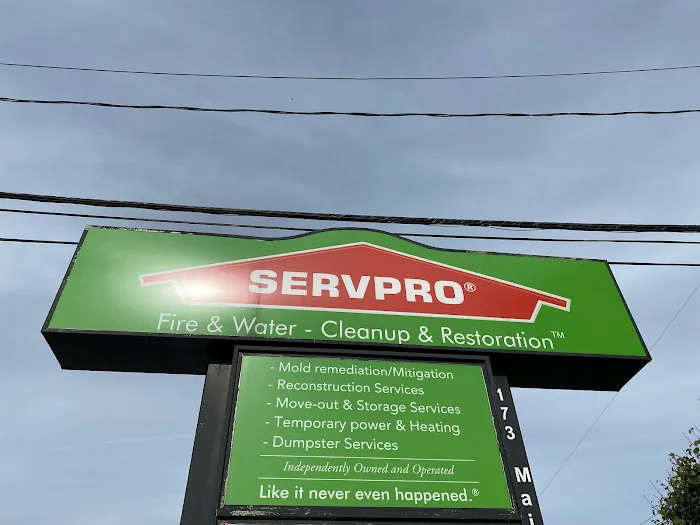 SERVPRO®
Fire & Water - Cleanup & Restoration™
- Mold remediation/Mitigation
- Reconstruction Services
- Move-out & Storage Services
- Temporary power & Heating
- Dumpster Services
Independently Owned and Operated
Like it never even happened.®
173 Mai